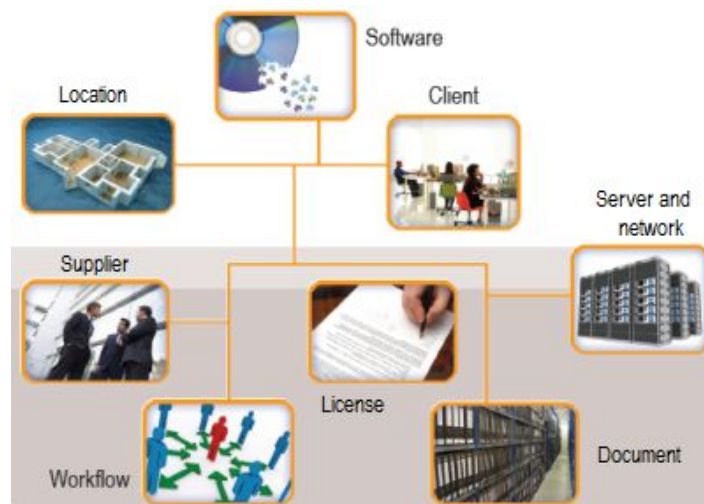 Software
Location
Client
Server and
network
Supplier
License
Workflow
Document